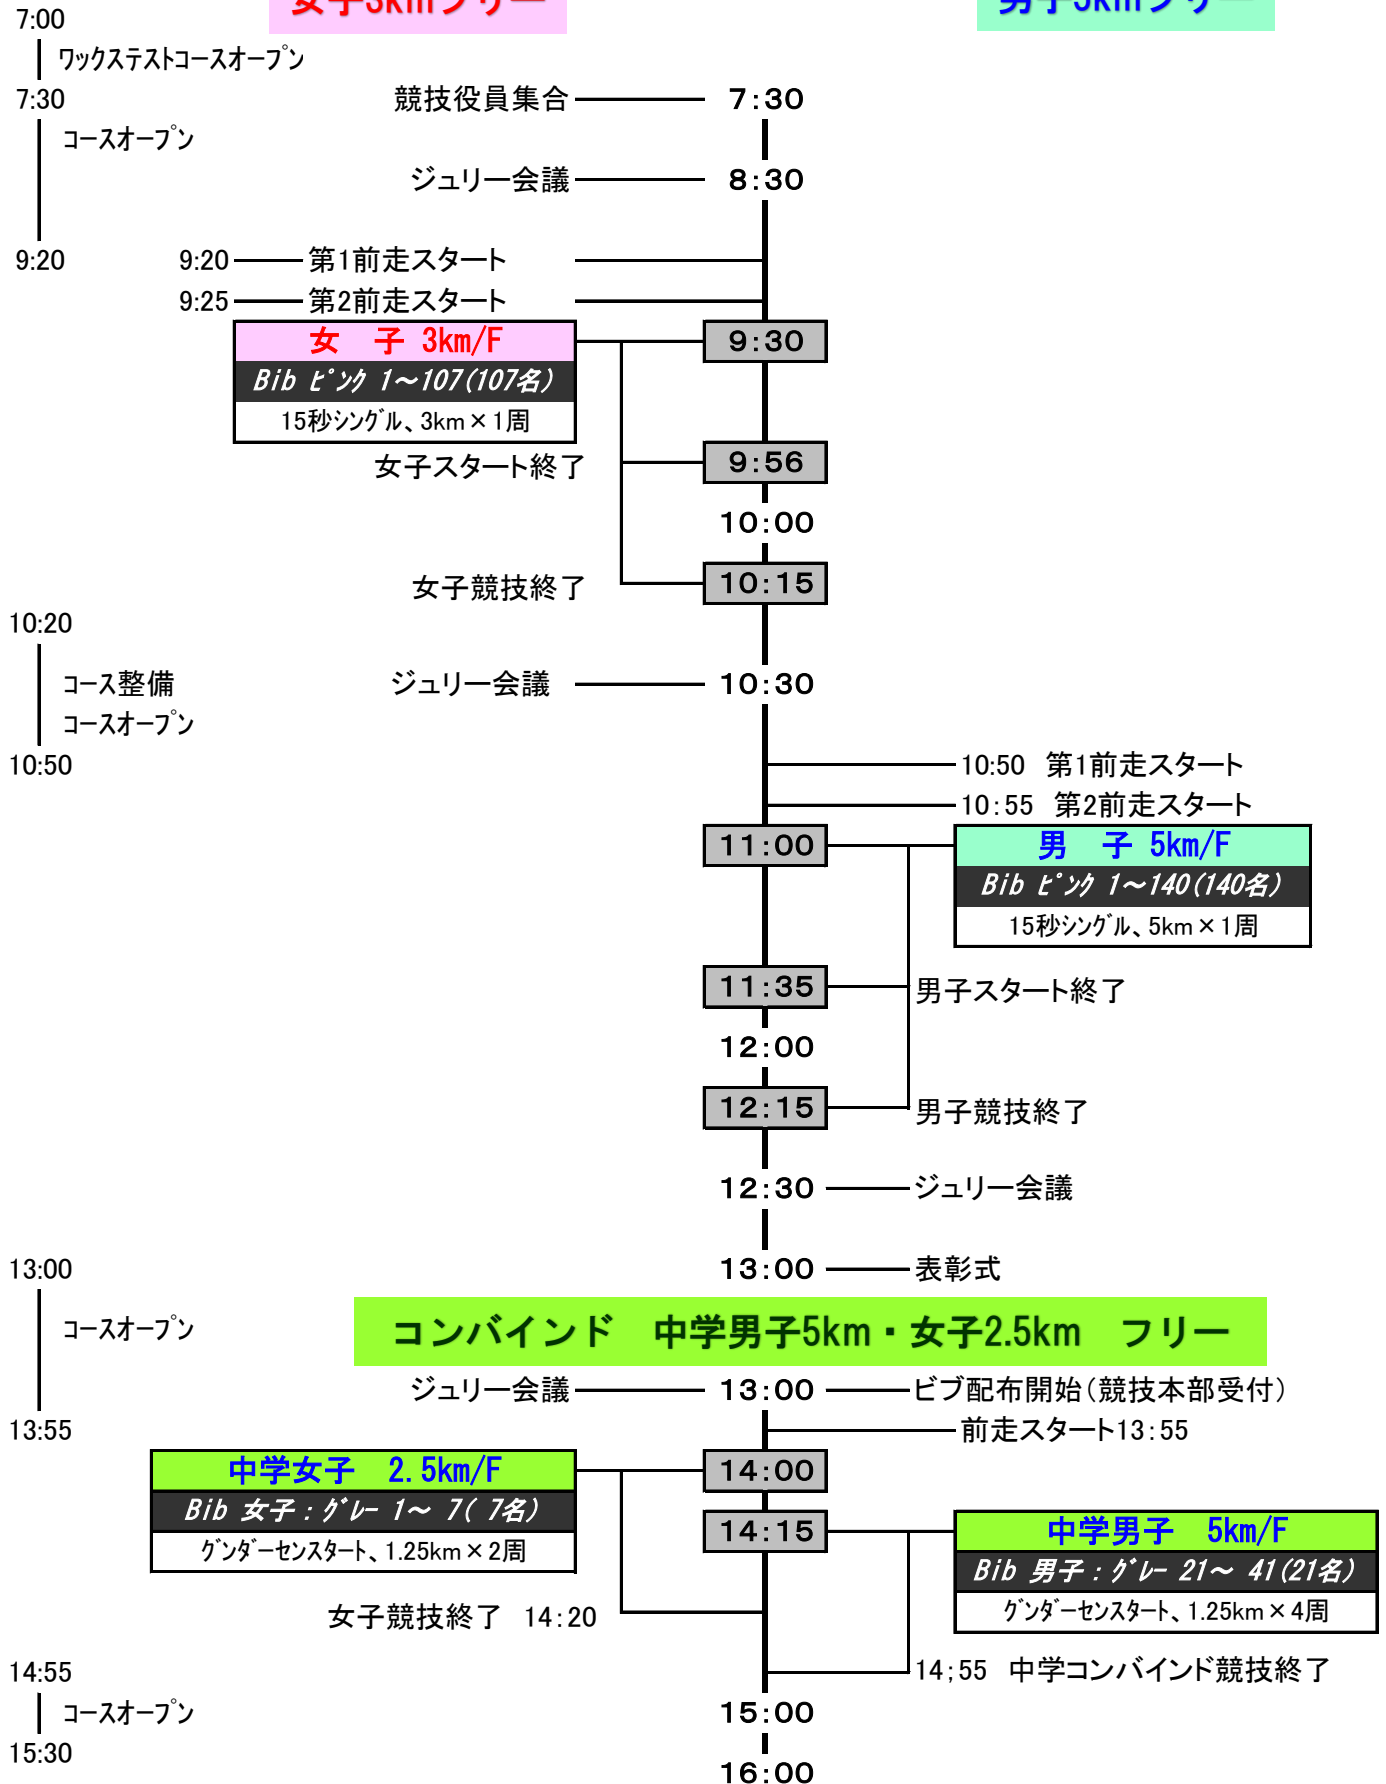 女子3kmフリー
男子5kmフリー
7:00
ワックステストコースオープン
7:30
競技役員集合
7:30
コースオープン
ジュリー会議
8:30
9:20
9:20
第1前走スタート
9:25
第2前走スタート
女　子 3km/F
9:30
Bib ピンク 1～107(107名)
15秒シングル、3km×1周
女子スタート終了
9:56
10:00
女子競技終了
10:15
10:20
コース整備
ジュリー会議
10:30
コースオープン
10:50
10:50　第1前走スタート
10:55　第2前走スタート
11:00
男　子 5km/F
Bib ピンク 1～140(140名)
15秒シングル、5km×1周
11:35
男子スタート終了
12:00
12:15
男子競技終了
12:30
ジュリー会議
13:00
13:00
表彰式
コースオープン
コンバインド　中学男子5km・女子2.5km　フリー
ジュリー会議
13:00
ビブ配布開始(競技本部受付)
13:55
前走スタート13:55
中学女子　2.5km/F
14:00
Bib 女子：グレー 1～ 7( 7名)
グンダーセンスタート、1.25km×2周
14:15
中学男子　5km/F
Bib 男子：グレー 21～ 41(21名)
グンダーセンスタート、1.25km×4周
女子競技終了　14:20
14:55
14;55　中学コンバインド競技終了
コースオープン
15:00
15:30
16:00